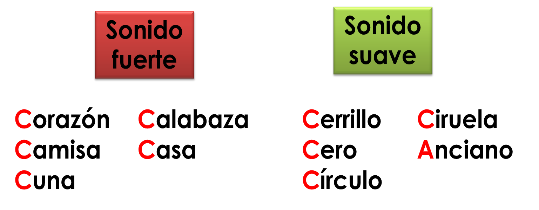 Sonido
fuerte
Sonido
suave
Corazón Calabaza
Camisa Casa
Cuna
Cerrillo Ciruela
Cero Anciano
Círculo